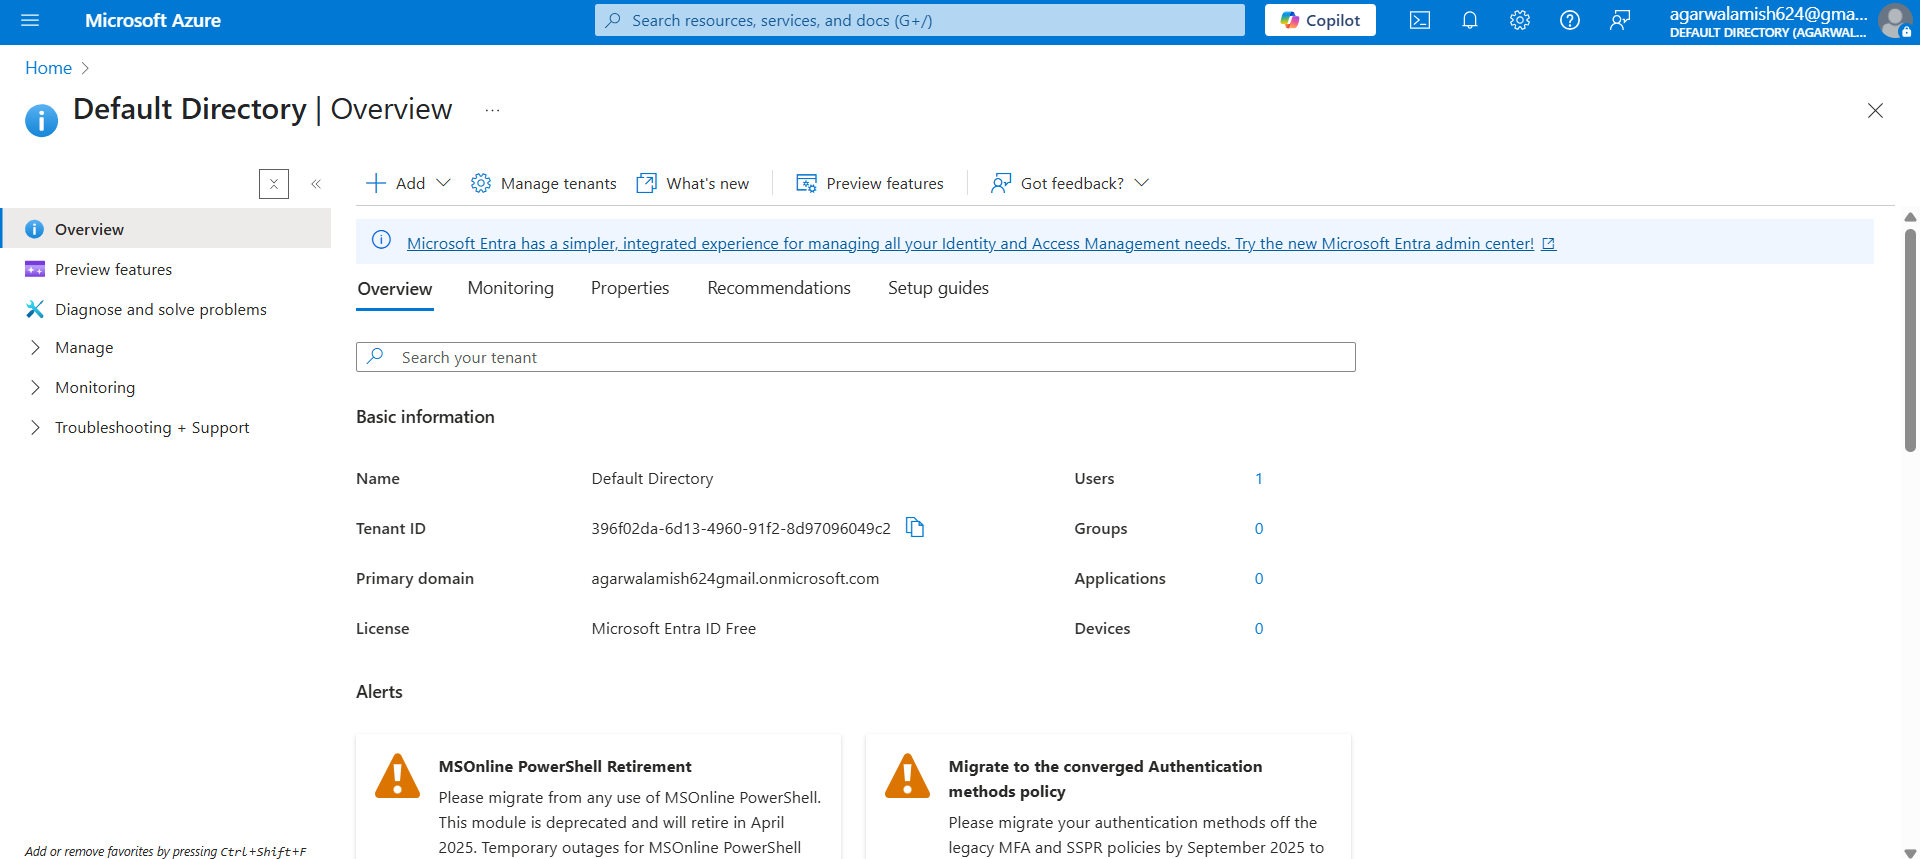 Microsoft Azure
Search resources, services, and docs (G+/)
Copilot
agarwalamish624@gma...
DEFAULT DIRECTORY (AGARWAL...
Home
Default Directory | Overview
...
Add
Manage tenants
What's new
Preview features
Got feedback?
Overview
Preview features
Diagnose and solve problems
Manage
Monitoring
Troubleshooting + Support
Add or remove favorites by pressing Ctrl+Shift+F
Microsoft Entra has a simpler, integrated experience for managing all your Identity and Access Management needs. Try the new Microsoft Entra admin center!
Overview Monitoring Properties Recommendations Setup guides
Search your tenant
Basic information
Name Default Directory Users 1
Tenant ID 396f02da-6d13-4960-91f2-8d97096049c2 Groups 0
Primary domain agarwalamish624gmail.onmicrosoft.com Applications 0
License Microsoft Entra ID Free Devices 0
Alerts
MSOnline PowerShell Retirement
Please migrate from any use of MSOnline PowerShell.
This module is deprecated and will retire in April
2025. Temporary outages for MSOnline PowerShell
Migrate to the converged Authentication
methods policy
Please migrate your authentication methods off the
legacy MFA and SSPR policies by September 2025 to